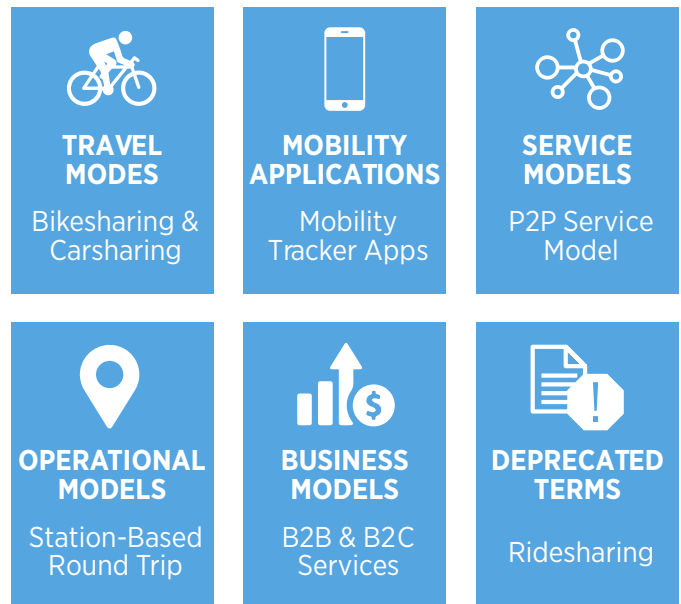 TRAVEL
MODES
Bikesharing &
Carsharing
MOBILITY
APPLICATIONS
Mobility
Tracker Apps
SERVICE
MODELS
P2P Service
Model
OPERATIONAL
MODELS
Station-Based
Round Trip
$
BUSINESS
MODELS
B2B & B2C
Services
!
DEPRECATED
TERMS
Ridesharing